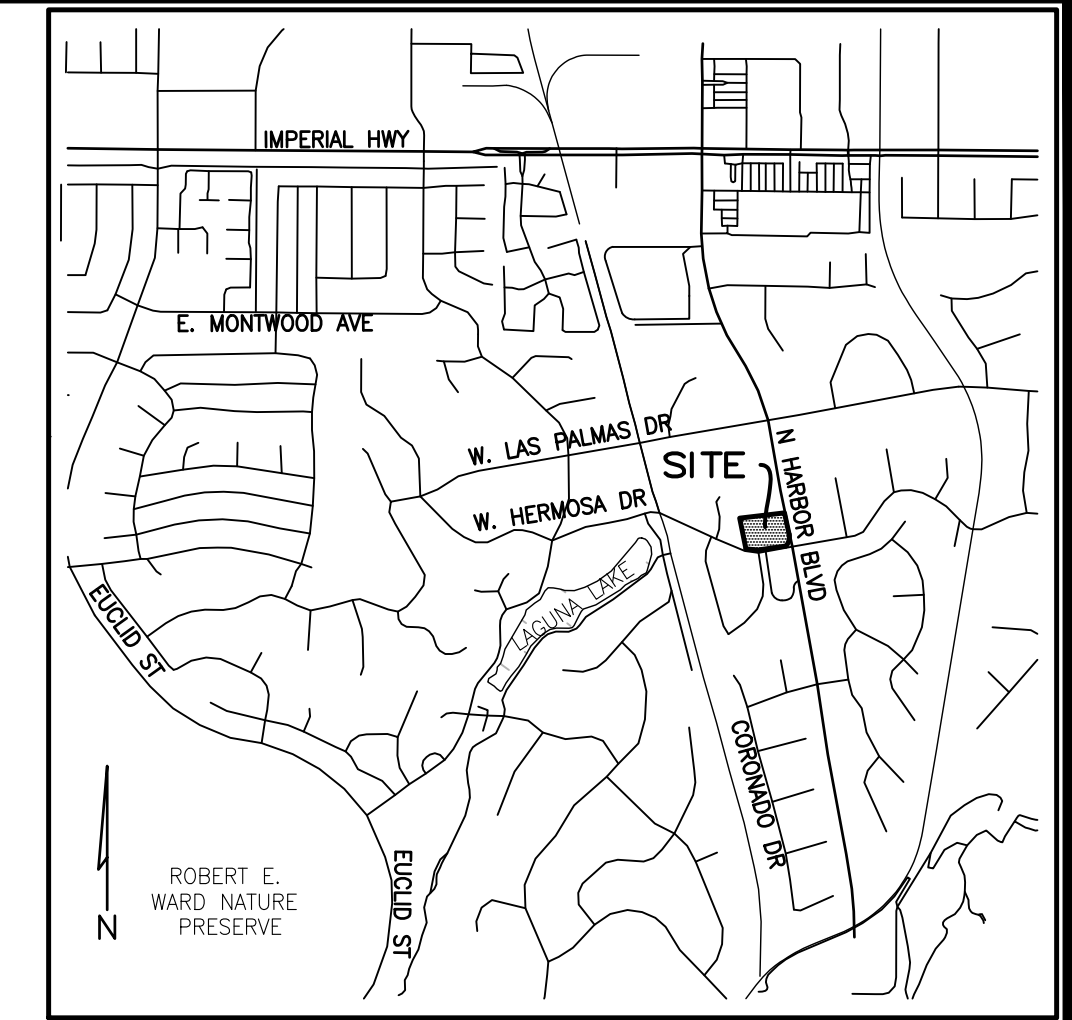 IMPERIAL HWY
E. MONTWOOD AVE
W. LAS PALMAS DR
N HARBOR BLVD
SITE
W. HERMOSA DR
LAGUNA LAKE
EUCLID ST
CORONADO DR
EUCLID ST
ROBERT E.
WARD NATURE
PRESERVE
N